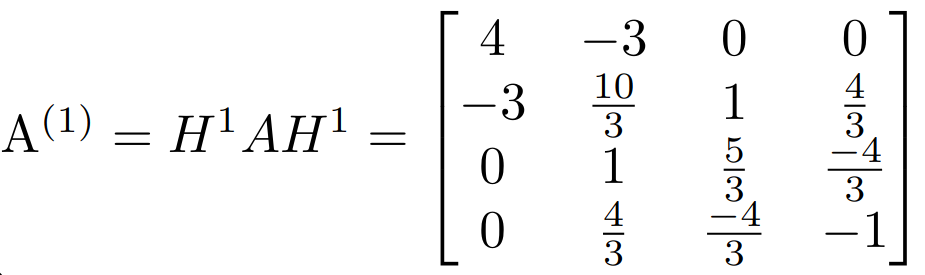 A⁽¹⁾ = H¹AH¹ = [ 4 −3 0 0
−3 10/3 1 4/3
0 1 5/3 −4/3
0 4/3 −4/3 −1 ]